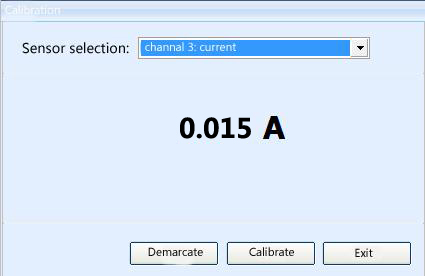 Calibration
Sensor selection: channal 3: current
0.015 A
Demarcate Calibrate Exit